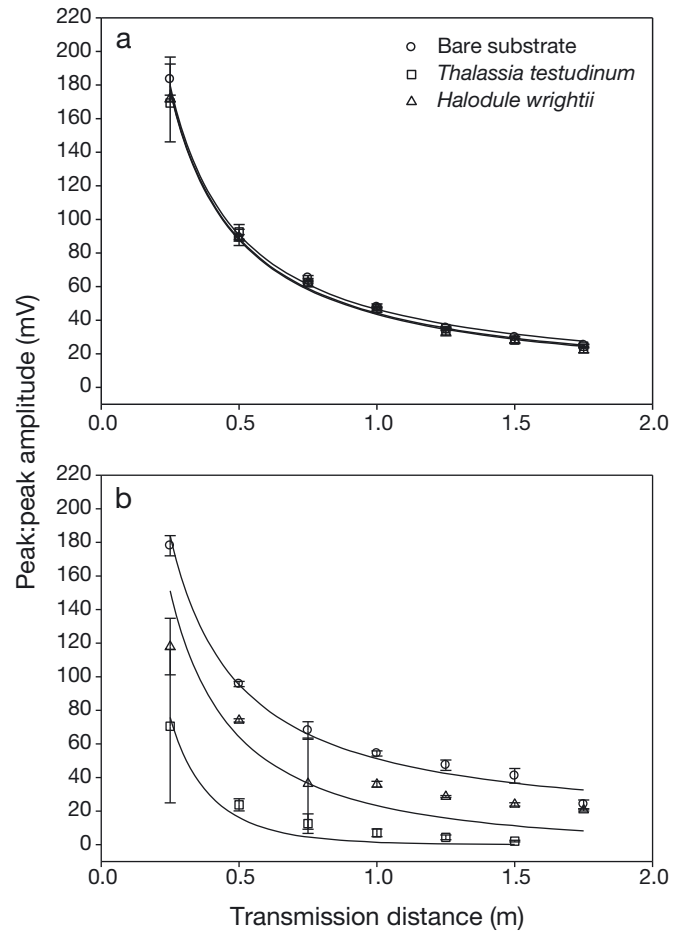 a
Bare substrate
Thalassia testudinum
Halodule wrightii
220
200
180
160
140
120
100
80
60
40
20
0
0.0 0.5 1.0 1.5 2.0
Peak:peak amplitude (mV)
b
220
200
180
160
140
120
100
80
60
40
20
0
0.0 0.5 1.0 1.5 2.0
Transmission distance (m)